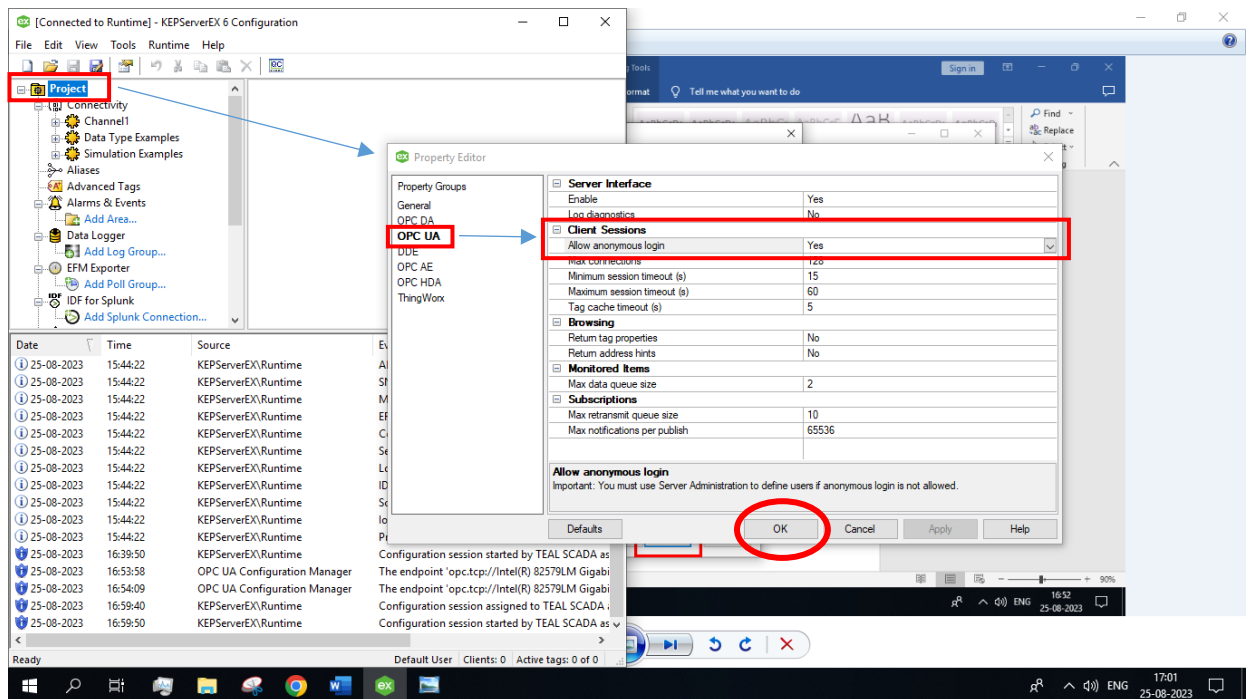 [Connected to Runtime] - KEPServerEX 6 Configuration
File Edit View Tools Runtime Help
Project
Connectivity
Channel1
Data Type Examples
Simulation Examples
Aliases
Advanced Tags
Alarms & Events
Add Area...
Data Logger
Add Log Group...
EFM Exporter
Add Poll Group...
IDF for Splunk
Add Splunk Connection...
Sign in
Tell me what you want to do
Find
Replace
Property Editor
Property Groups
General
OPC DA
OPC UA
DDE
OPC AE
OPC HDA
ThingWorx
Server Interface
Enable Yes
Log diagnostics No
Client Sessions
Allow anonymous login Yes
Max connections 128
Minimum session timeout (s) 15
Maximum session timeout (s) 60
Tag cache timeout (s) 5
Browsing
Return tag properties No
Return address hints No
Monitored Items
Max data queue size 2
Subscriptions
Max retransmit queue size 10
Max notifications per publish 65536
Allow anonymous login
Important: You must use Server Administration to define users if anonymous login is not allowed.
Defaults OK Cancel Apply Help
Date Time Source Ev
25-08-2023 15:44:22 KEPServerEX\Runtime Al
25-08-2023 15:44:22 KEPServerEX\Runtime SN
25-08-2023 15:44:22 KEPServerEX\Runtime M
25-08-2023 15:44:22 KEPServerEX\Runtime EF
25-08-2023 15:44:22 KEPServerEX\Runtime Co
25-08-2023 15:44:22 KEPServerEX\Runtime Se
25-08-2023 15:44:22 KEPServerEX\Runtime Lo
25-08-2023 15:44:22 KEPServerEX\Runtime ID
25-08-2023 15:44:22 KEPServerEX\Runtime Sc
25-08-2023 15:44:22 KEPServerEX\Runtime Io
25-08-2023 15:44:22 KEPServerEX\Runtime Pr
25-08-2023 16:39:50 KEPServerEX\Runtime Configuration session started by TEAL SCADA as
25-08-2023 16:53:58 OPC UA Configuration Manager The endpoint 'opc.tcp://Intel(R) 82579LM Gigabi
25-08-2023 16:54:09 OPC UA Configuration Manager The endpoint 'opc.tcp://Intel(R) 82579LM Gigabi
25-08-2023 16:59:40 KEPServerEX\Runtime Configuration session assigned to TEAL SCADA
25-08-2023 16:59:50 KEPServerEX\Runtime Configuration session started by TEAL SCADA as
Ready Default User Clients: 0 Active tags: 0 of 0
90%
ENG 16:52
25-08-2023
ENG 17:01
25-08-2023